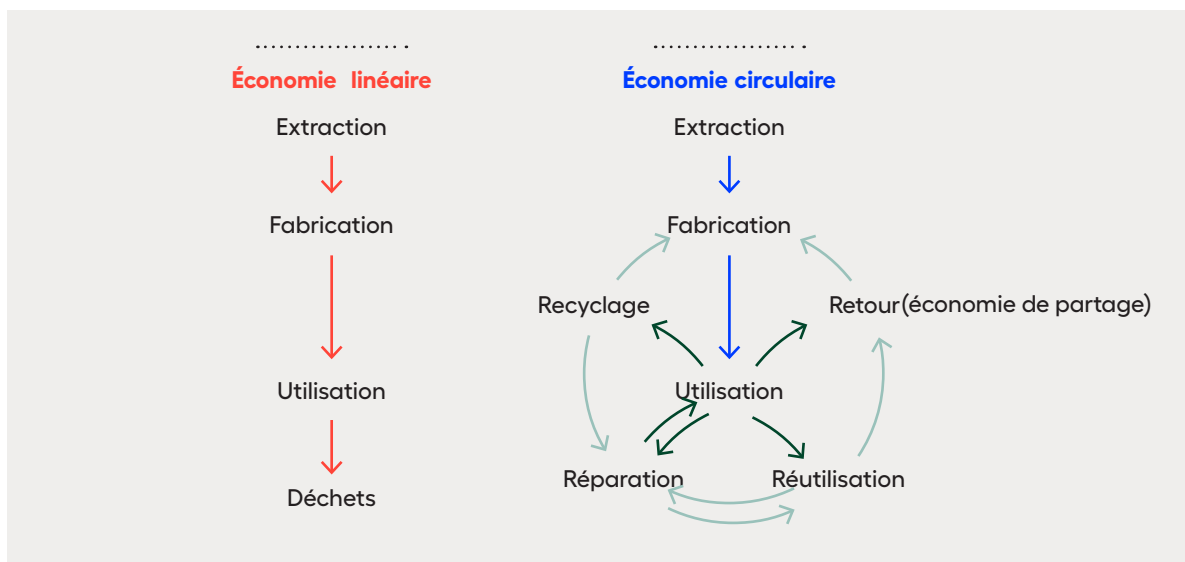 Économie linéaire
Extraction
Fabrication
Utilisation
Déchets
Économie circulaire
Extraction
Fabrication
Recyclage
Retour(économie de partage)
Utilisation
Réparation
Réutilisation